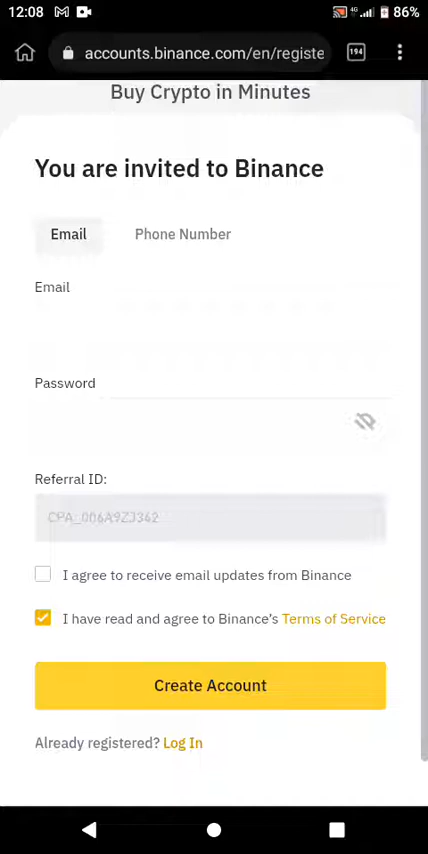 12:08
4G 86%
accounts.binance.com/en/registe
194
Buy Crypto in Minutes
You are invited to Binance
Email Phone Number
Email
Password
Referral ID:
CPA_006A9ZJ362
I agree to receive email updates from Binance
I have read and agree to Binance’s Terms of Service
Create Account
Already registered? Log In